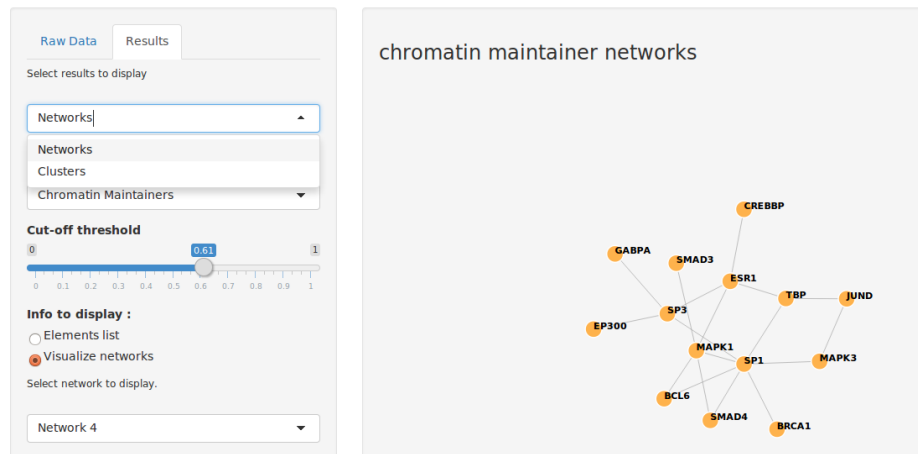 Raw Data
Results
Select results to display
Networks
Networks
Clusters
Chromatin Maintainers
Cut-off threshold
0 0.61 1
0 0.1 0.2 0.3 0.4 0.5 0.6 0.7 0.8 0.9 1
Info to display :
Elements list
Visualize networks
Select network to display.
Network 4
chromatin maintainer networks
CREBBP
GABPA
SMAD3
ESR1
TBP
JUND
SP3
EP300
MAPK1
SP1
MAPK3
BCL6
SMAD4
BRCA1